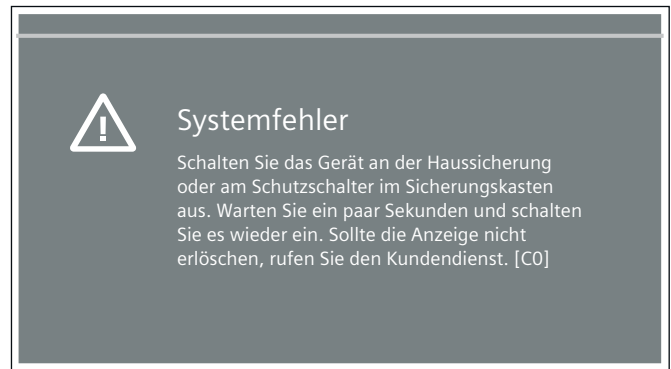 Systemfehler
Schalten Sie das Gerät an der Haussicherung
oder am Schutzschalter im Sicherungskasten
aus. Warten Sie ein paar Sekunden und schalten
Sie es wieder ein. Sollte die Anzeige nicht
erlöschen, rufen Sie den Kundendienst. [C0]